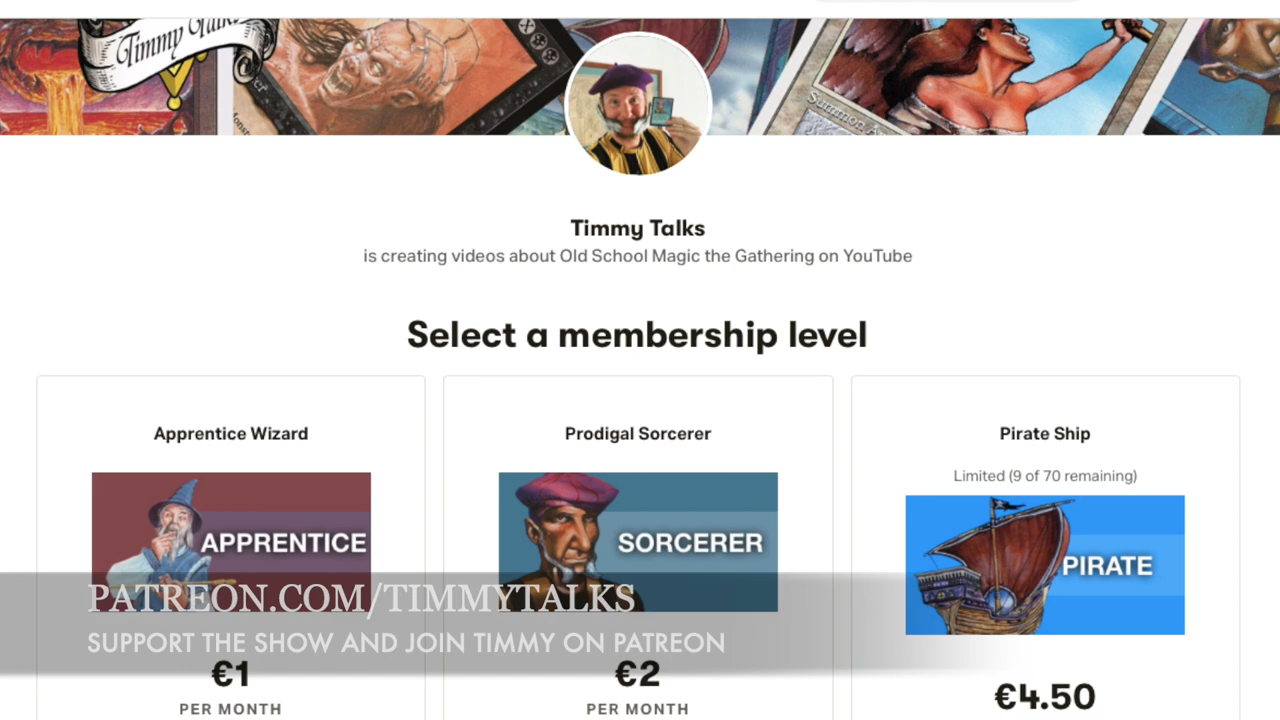 Timmy Talks
Summon A
Timmy Talks
is creating videos about Old School Magic the Gathering on YouTube
Select a membership level
Apprentice Wizard
Prodigal Sorcerer
Pirate Ship
Limited (9 of 70 remaining)
APPRENTICE
SORCERER
PIRATE
PATREON.COM/TIMMYTALKS
SUPPORT THE SHOW AND JOIN TIMMY ON PATREON
€1
€2
€4.50
PER MONTH
PER MONTH